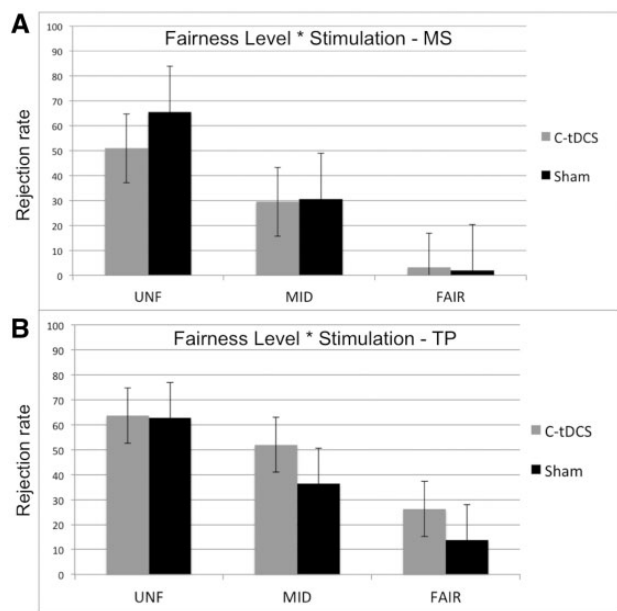 A
Fairness Level * Stimulation - MS
100
90
80
70
60
50
40
30
20
10
0
Rejection rate
UNF
MID
FAIR
C-tDCS
Sham
B
Fairness Level * Stimulation - TP
100
90
80
70
60
50
40
30
20
10
0
Rejection rate
UNF
MID
FAIR
C-tDCS
Sham